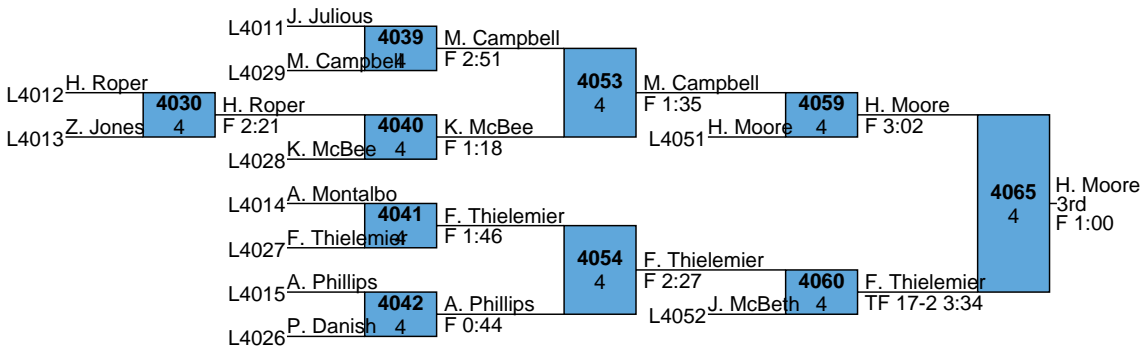 L4011 J. Julious
4039
4
M. Campbell
F 2:51
L4029 M. Campbell
4053
4
M. Campbell
F 1:35
L4012 H. Roper
4030
4
H. Roper
F 2:21
L4013 Z. Jones
4040
4
K. McBee
F 1:18
L4028 K. McBee
4059
4
H. Moore
F 3:02
L4051 H. Moore
4065
4
H. Moore
3rd
F 1:00
L4014 A. Montalbo
4041
4
F. Thielemier
F 1:46
L4027 F. Thielemier
4054
4
F. Thielemier
F 2:27
L4015 A. Phillips
4042
4
A. Phillips
F 0:44
L4026 P. Danish
4060
4
F. Thielemier
TF 17-2 3:34
L4052 J. McBeth